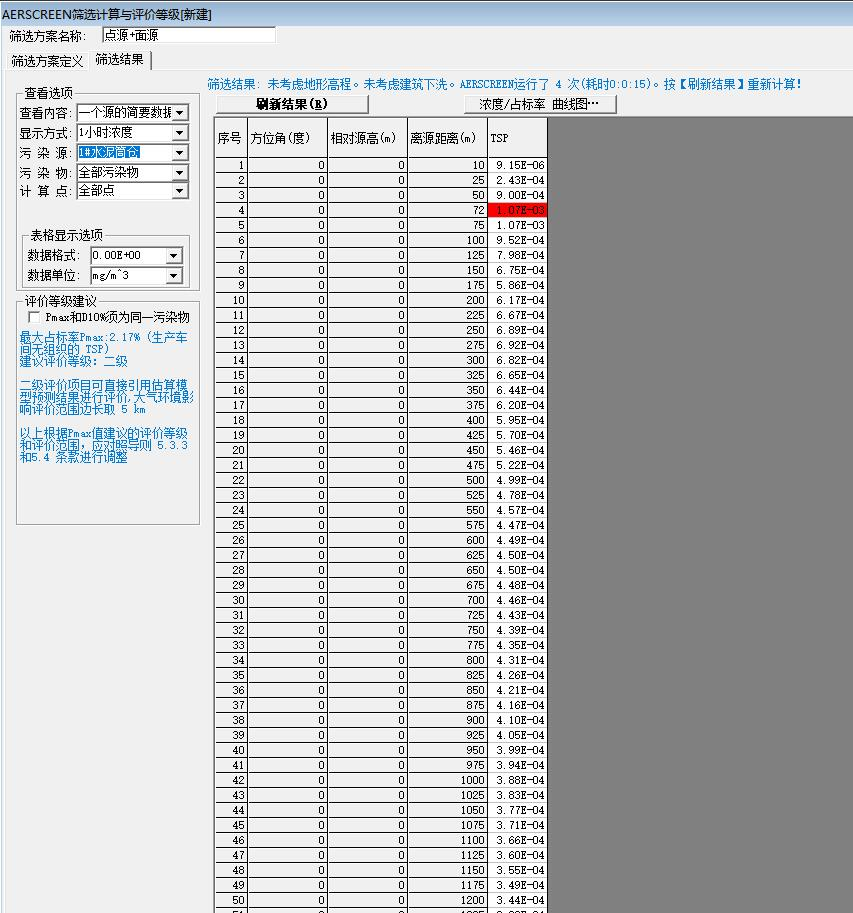 AERSCREEN筛选计算与评价等级[新建]
筛选方案名称: 点源+面源
筛选方案定义 筛选结果
筛选结果: 未考虑地形高程。未考虑建筑下洗。AERSCREEN运行了 4 次(耗时0:0:15)。按【刷新结果】重新计算!
刷新结果(R) 浓度/占标率 曲线图…
查看选项
查看内容: 一个源的简要数据
显示方式: 1小时浓度
污 染 源: 1#水泥筒仓
污 染 物: 全部污染物
计 算 点: 全部点
表格显示选项
数据格式: 0.00E+00
数据单位: mg/m^3
评价等级建议
Pmax和D10%须为同一污染物
最大占标率Pmax:2.17% (生产车
间无组织的 TSP)
建议评价等级: 二级
二级评价项目可直接引用估算模
型预测结果进行评价,大气环境影
响评价范围边长取 5 km
以上根据Pmax值建议的评价等级
和评价范围, 应对照导则 5.3.3
和5.4 条款进行调整
序号 方位角(度) 相对源高(m) 离源距离(m) TSP
1 0 0 10 9.15E-06
2 0 0 25 2.43E-04
3 0 0 50 9.00E-04
4 0 0 72 1.07E-03
5 0 0 75 1.07E-03
6 0 0 100 9.52E-04
7 0 0 125 7.98E-04
8 0 0 150 6.75E-04
9 0 0 175 5.86E-04
10 0 0 200 6.17E-04
11 0 0 225 6.67E-04
12 0 0 250 6.89E-04
13 0 0 275 6.92E-04
14 0 0 300 6.82E-04
15 0 0 325 6.65E-04
16 0 0 350 6.44E-04
17 0 0 375 6.20E-04
18 0 0 400 5.95E-04
19 0 0 425 5.70E-04
20 0 0 450 5.46E-04
21 0 0 475 5.22E-04
22 0 0 500 4.99E-04
23 0 0 525 4.78E-04
24 0 0 550 4.57E-04
25 0 0 575 4.47E-04
26 0 0 600 4.49E-04
27 0 0 625 4.50E-04
28 0 0 650 4.50E-04
29 0 0 675 4.48E-04
30 0 0 700 4.46E-04
31 0 0 725 4.43E-04
32 0 0 750 4.39E-04
33 0 0 775 4.35E-04
34 0 0 800 4.31E-04
35 0 0 825 4.26E-04
36 0 0 850 4.21E-04
37 0 0 875 4.16E-04
38 0 0 900 4.10E-04
39 0 0 925 4.05E-04
40 0 0 950 3.99E-04
41 0 0 975 3.94E-04
42 0 0 1000 3.88E-04
43 0 0 1025 3.83E-04
44 0 0 1050 3.77E-04
45 0 0 1075 3.71E-04
46 0 0 1100 3.66E-04
47 0 0 1125 3.60E-04
48 0 0 1150 3.55E-04
49 0 0 1175 3.49E-04
50 0 0 1200 3.44E-04